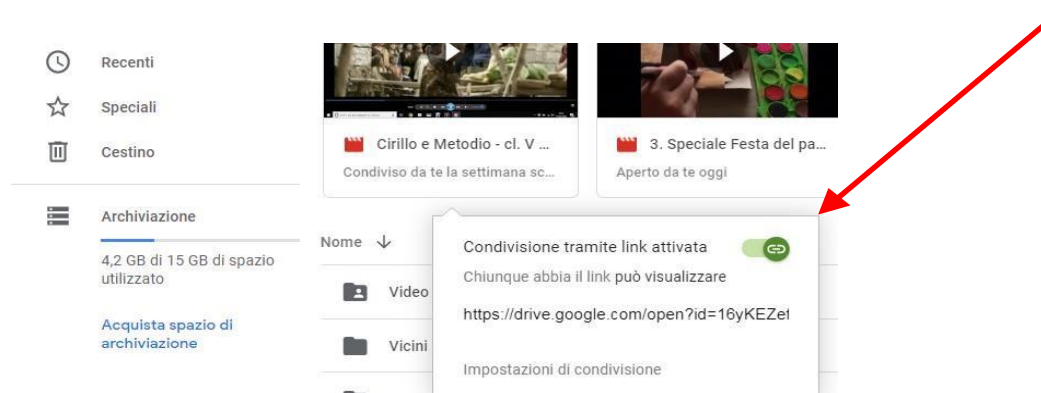 Recenti
Speciali
Cestino
Archiviazione
4,2 GB di 15 GB di spazio
utilizzato
Acquista spazio di
archiviazione
Cirillo e Metodio - cl. V ...
Condiviso da te la settimana sc...
3. Speciale Festa del pa...
Aperto da te oggi
Nome
Video
Vicini
Condivisione tramite link attivata
Chiunque abbia il link può visualizzare
https://drive.google.com/open?id=16yKEZef
Impostazioni di condivisione